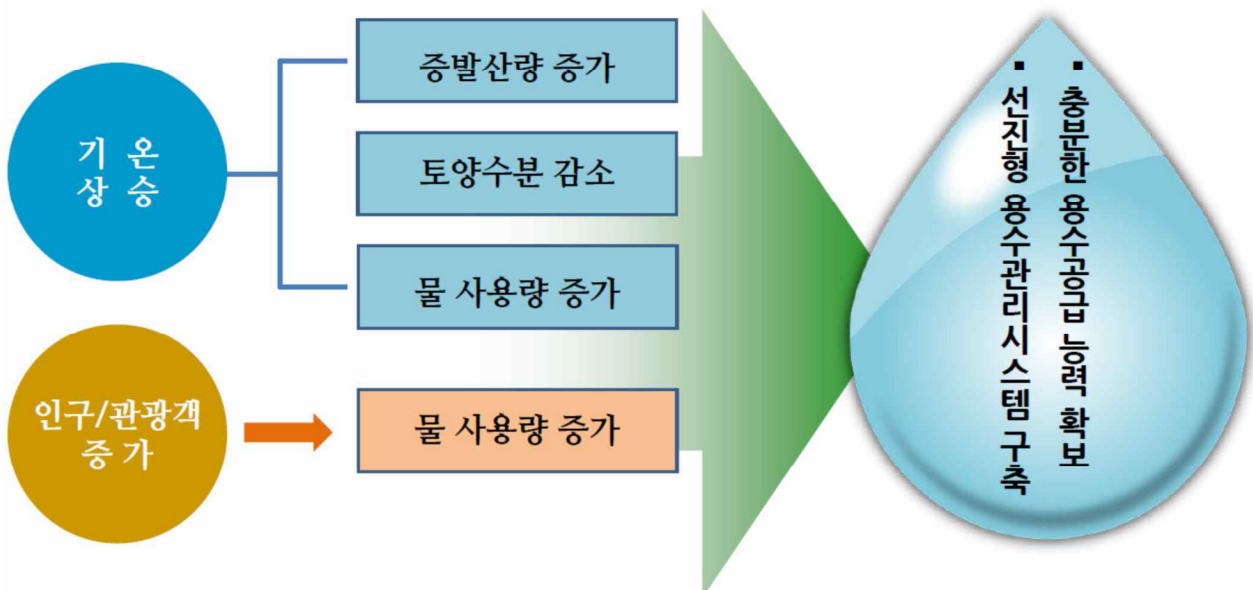 기 온
상 승
증발산량 증가
토양수분 감소
물 사용량 증가
인구/관광객
증 가
물 사용량 증가
▪ 충분한 용수공급 능력 확보
▪ 선진형 용수관리시스템 구축